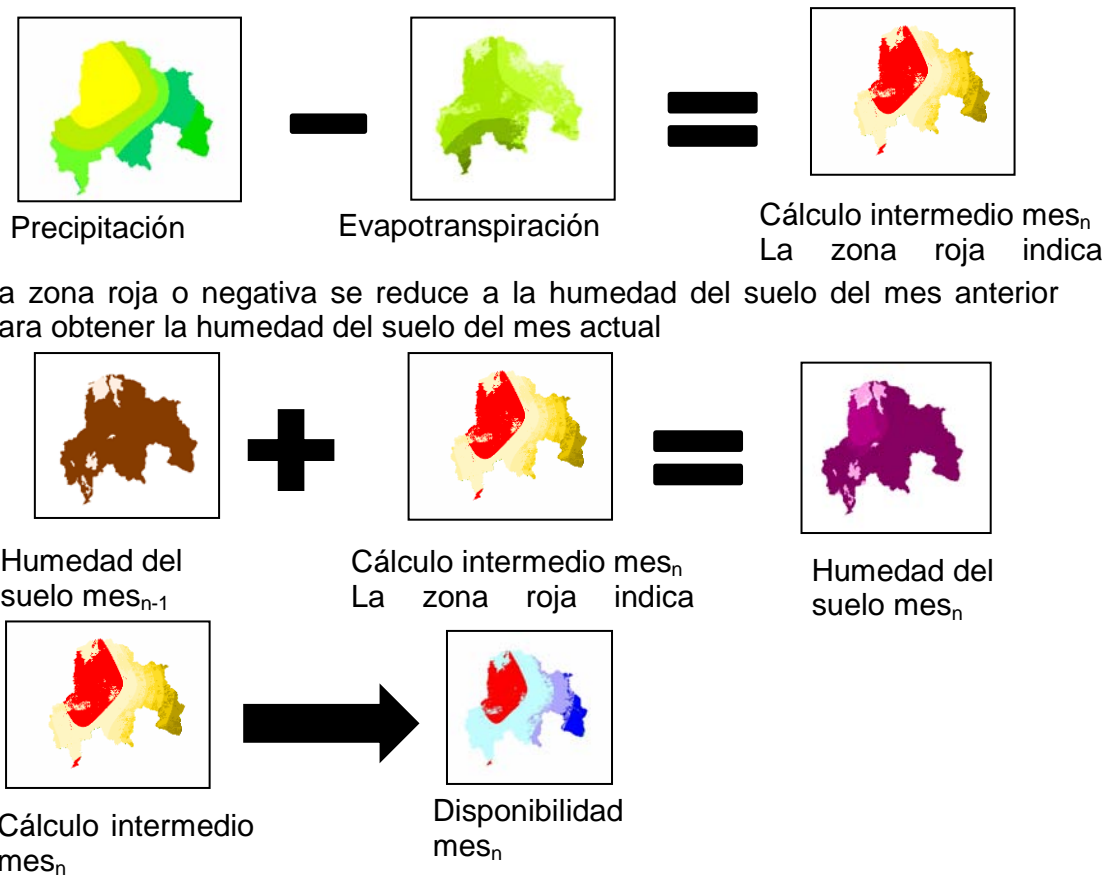 Precipitación
Evapotranspiración
Cálculo intermedio mesn
La zona roja indica
a zona roja o negativa se reduce a la humedad del suelo del mes anterior
ara obtener la humedad del suelo del mes actual
Humedad del
suelo mesn-1
Cálculo intermedio mesn
La zona roja indica
Humedad del
suelo mesn
Cálculo intermedio
mesn
Disponibilidad
mesn